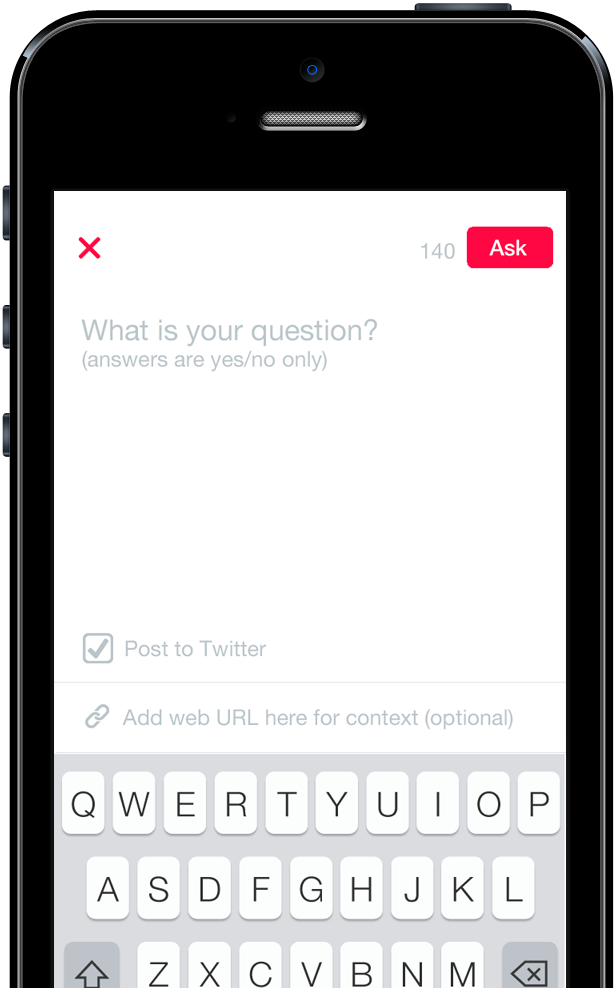 140 Ask
What is your question?
(answers are yes/no only)
Post to Twitter
Add web URL here for context (optional)
Q W E R T Y U I O P
A S D F G H J K L
Z X C V B N M